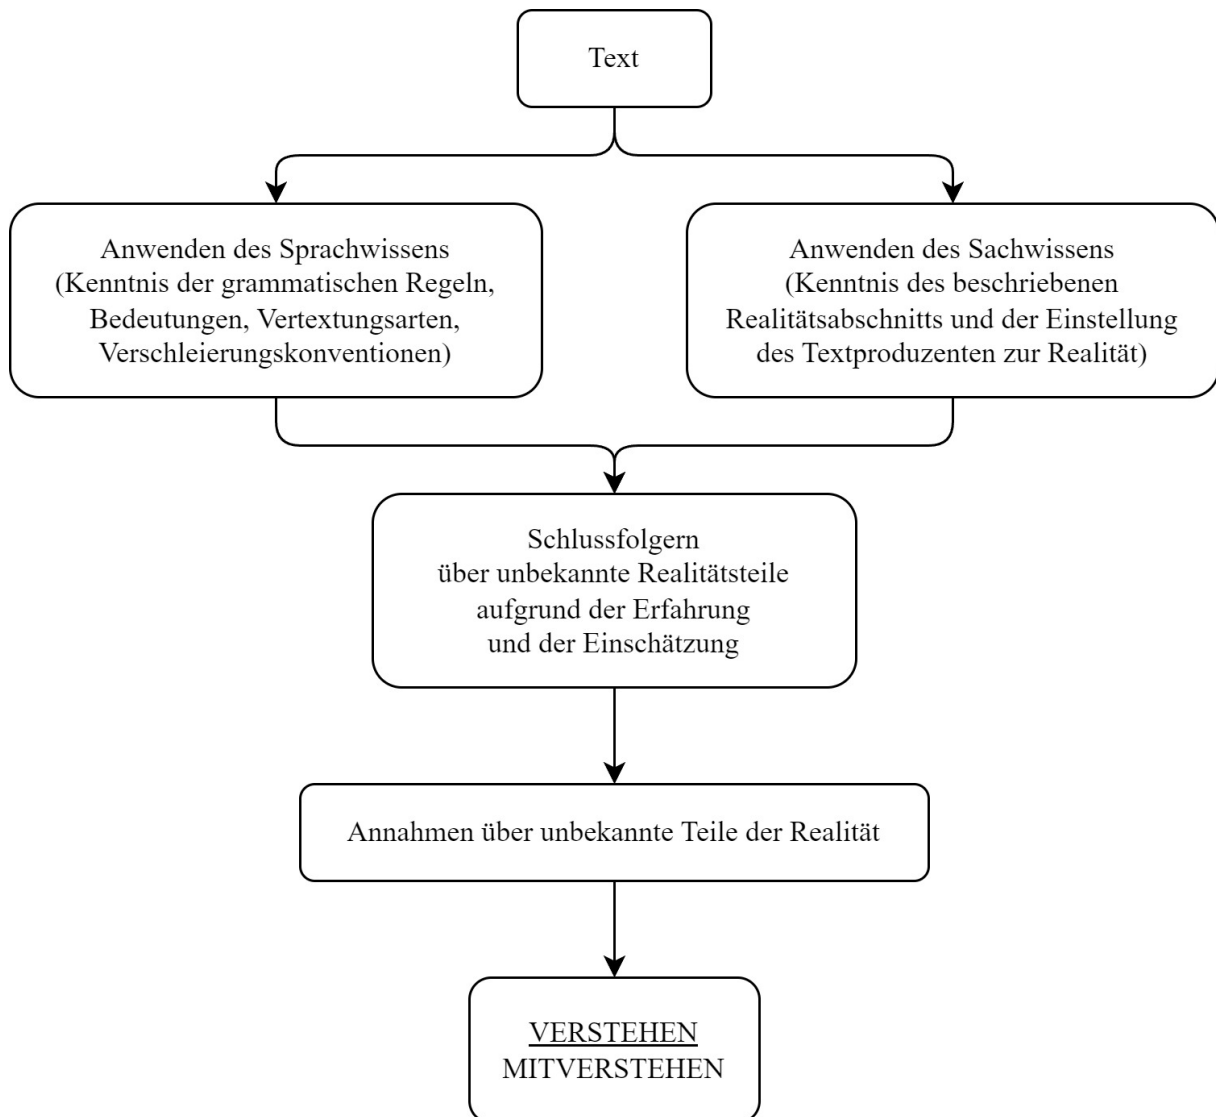 Text
Anwenden des Sprachwissens
(Kenntnis der grammatischen Regeln,
Bedeutungen, Vertextungsarten,
Verschleierungskonventionen)
Anwenden des Sachwissens
(Kenntnis des beschriebenen
Realitätsabschnitts und der Einstellung
des Textproduzenten zur Realität)
Schlussfolgern
über unbekannte Realitätsteile
aufgrund der Erfahrung
und der Einschätzung
Annahmen über unbekannte Teile der Realität
VERSTEHEN
MITVERSTEHEN